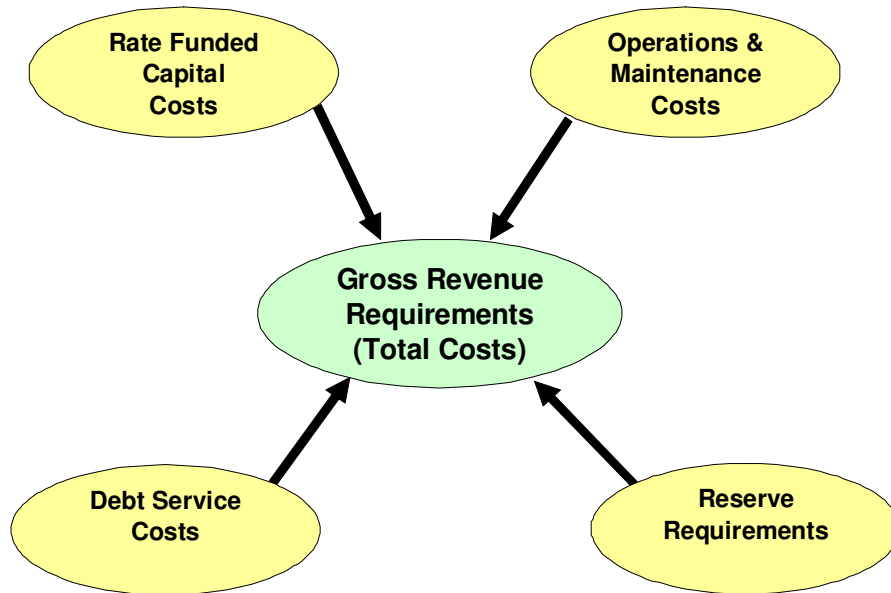 Rate Funded
Capital
Costs
Operations &
Maintenance
Costs
Gross Revenue
Requirements
(Total Costs)
Debt Service
Costs
Reserve
Requirements